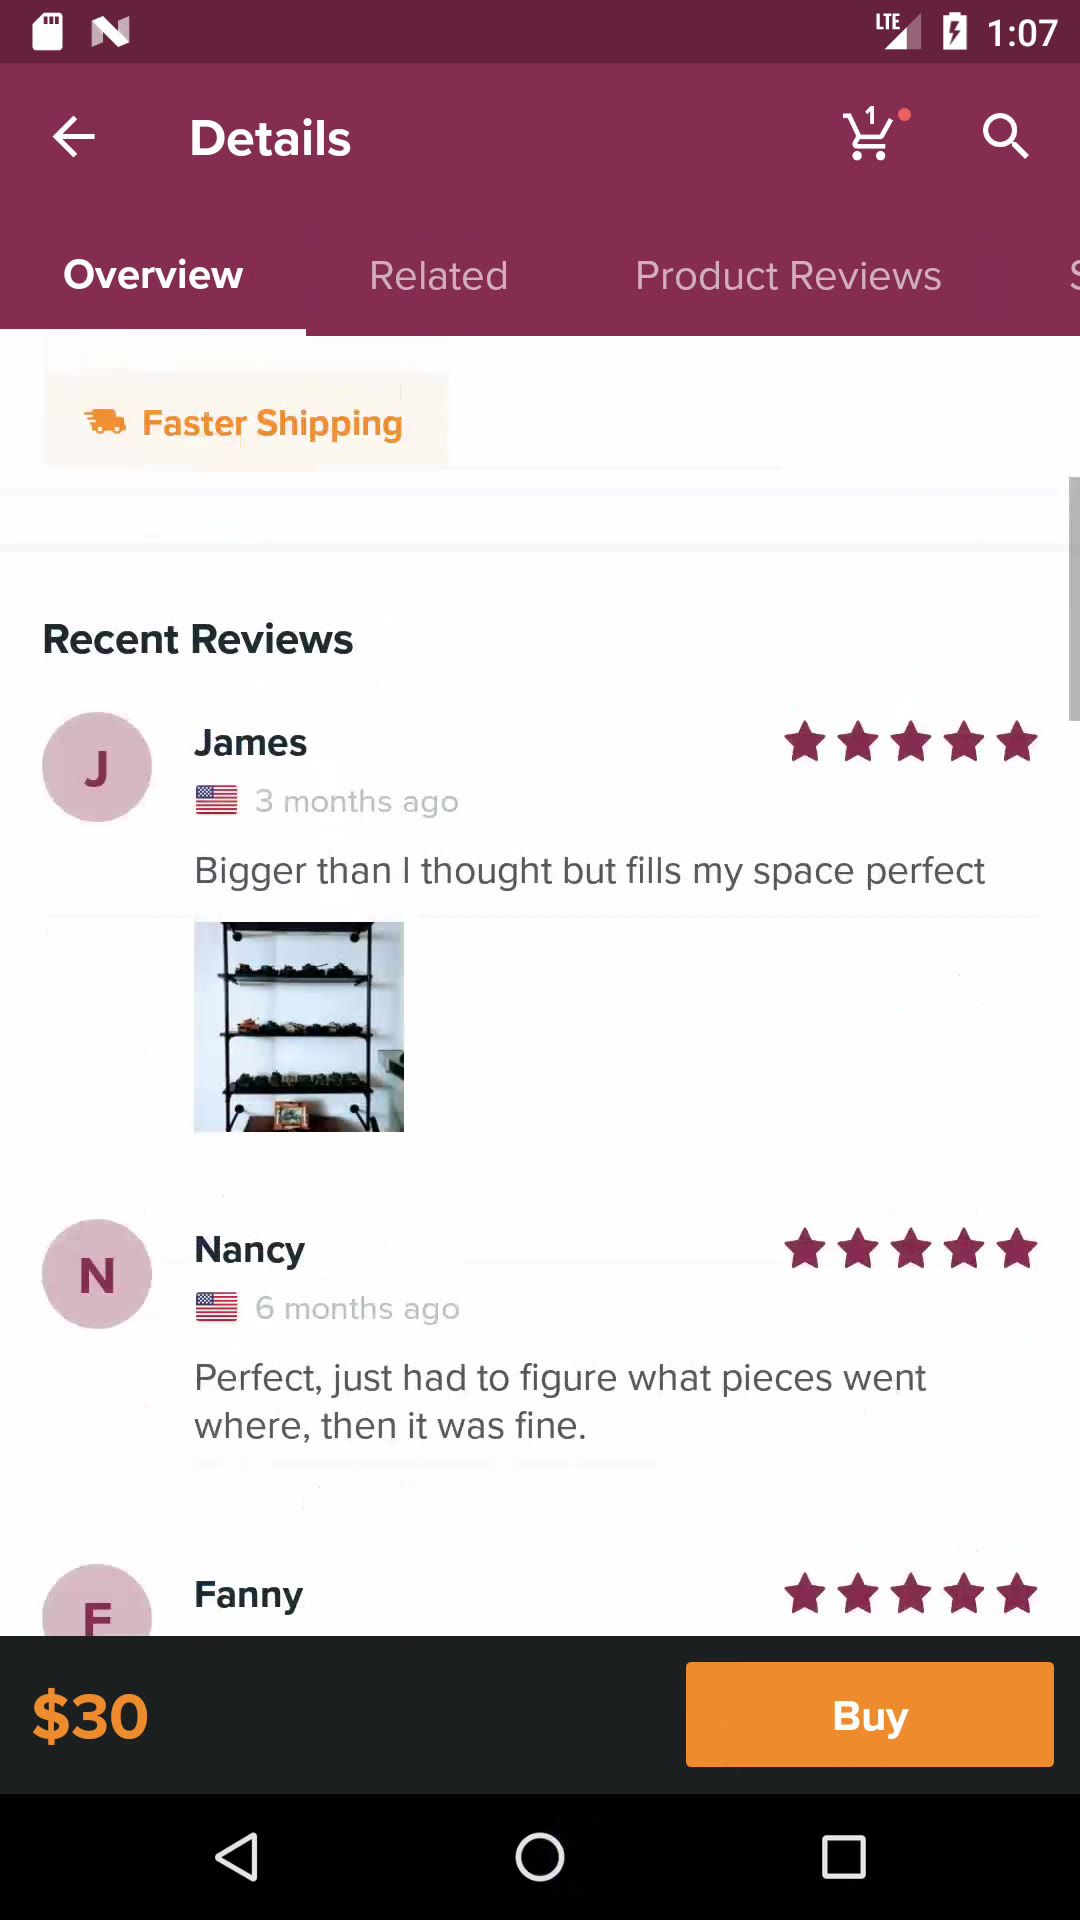 LTE 1:07
Details 1
Overview Related Product Reviews S
Faster Shipping
Recent Reviews
J James
3 months ago
Bigger than I thought but fills my space perfect
N Nancy
6 months ago
Perfect, just had to figure what pieces went
where, then it was fine.
F Fanny
$30 Buy